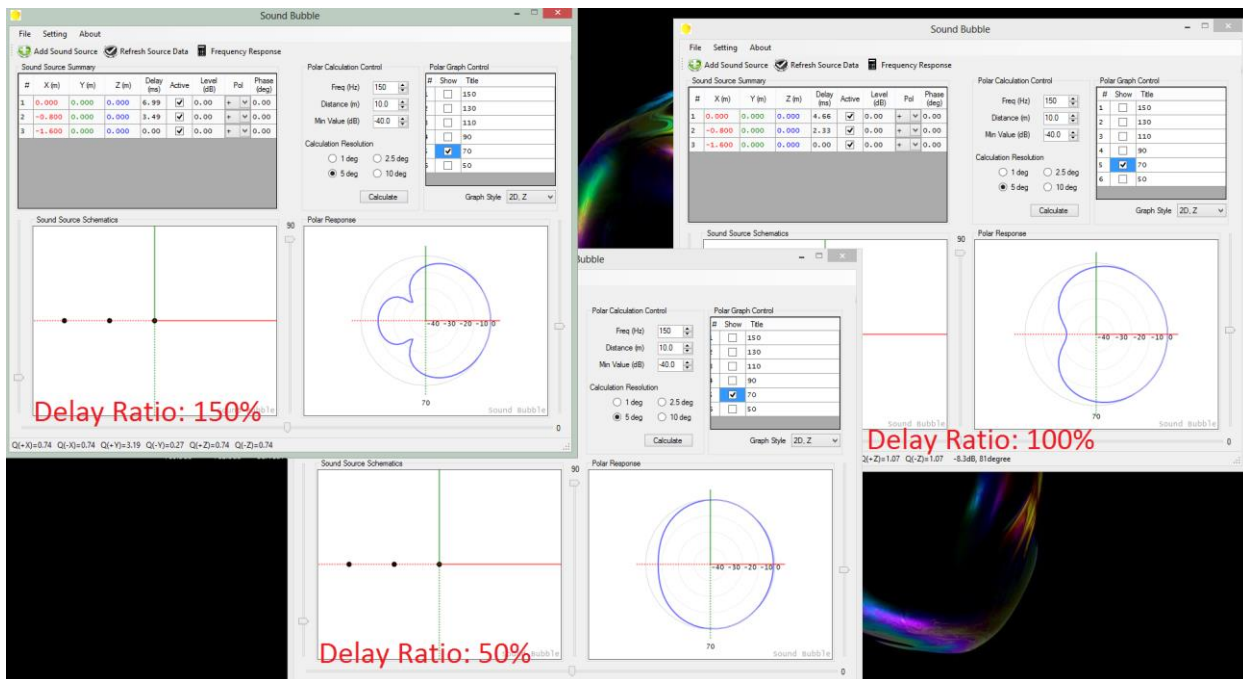 Sound Bubble
File Setting About
Add Sound Source Refresh Source Data Frequency Response
Sound Source Summary
# X (m) Y (m) Z (m) Delay (ms) Active Level (dB) Pol Phase (deg)
1 0.000 0.000 0.000 6.99 0.00 + 0.00
2 -0.800 0.000 0.000 3.49 0.00 + 0.00
3 -1.600 0.000 0.000 0.00 0.00 + 0.00
Polar Calculation Control
Freq (Hz) 150
Distance (m) 10.0
Min Value (dB) -40.0
Calculation Resolution
1 deg 2.5 deg
5 deg 10 deg
Calculate
Polar Graph Control
# Show Title
150
130
110
90
70
50
Graph Style 2D, Z
Sound Source Schematics
90
Polar Response
-40 -30 -20 -10 0
70
Sound Bubble
Delay Ratio: 150%
0
Q(+X)=0.74 Q(-X)=0.74 Q(+Y)=3.19 Q(-Y)=0.27 Q(+Z)=0.74 Q(-Z)=0.74
Sound Bubble
File Setting About
Add Sound Source Refresh Source Data Frequency Response
Sound Source Summary
# X (m) Y (m) Z (m) Delay (ms) Active Level (dB) Pol Phase (deg)
1 0.000 0.000 0.000 4.66 0.00 + 0.00
2 -0.800 0.000 0.000 2.33 0.00 + 0.00
3 -1.600 0.000 0.000 0.00 0.00 + 0.00
Polar Calculation Control
Freq (Hz) 150
Distance (m) 10.0
Min Value (dB) -40.0
Calculation Resolution
1 deg 2.5 deg
5 deg 10 deg
Calculate
Polar Graph Control
# Show Title
1 150
2 130
3 110
4 90
5 70
6 50
Graph Style 2D, Z
Sound Source Schematics
90
Polar Response
-40 -30 -20 -10 0
70
Sound Bubble
Delay Ratio: 100%
0
Q(+Z)=1.07 Q(-Z)=1.07 -8.3dB, 81degree
Bubble
Polar Calculation Control
Freq (Hz) 150
Distance (m) 10.0
Min Value (dB) -40.0
Calculation Resolution
1 deg 2.5 deg
5 deg 10 deg
Calculate
Polar Graph Control
# Show Title
150
130
110
90
70
50
Graph Style 2D, Z
Sound Source Schematics
90
Polar Response
-40 -30 -20 -10 0
70
Sound Bubble
Delay Ratio: 50%
0